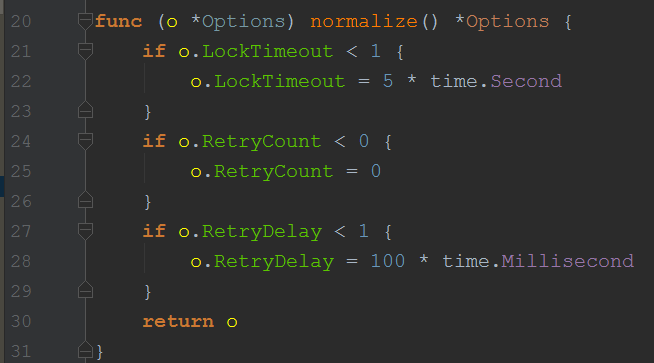 20 func (o *Options) normalize() *Options {
21     if o.LockTimeout < 1 {
22         o.LockTimeout = 5 * time.Second
23     }
24     if o.RetryCount < 0 {
25         o.RetryCount = 0
26     }
27     if o.RetryDelay < 1 {
28         o.RetryDelay = 100 * time.Millisecond
29     }
30     return o
31 }